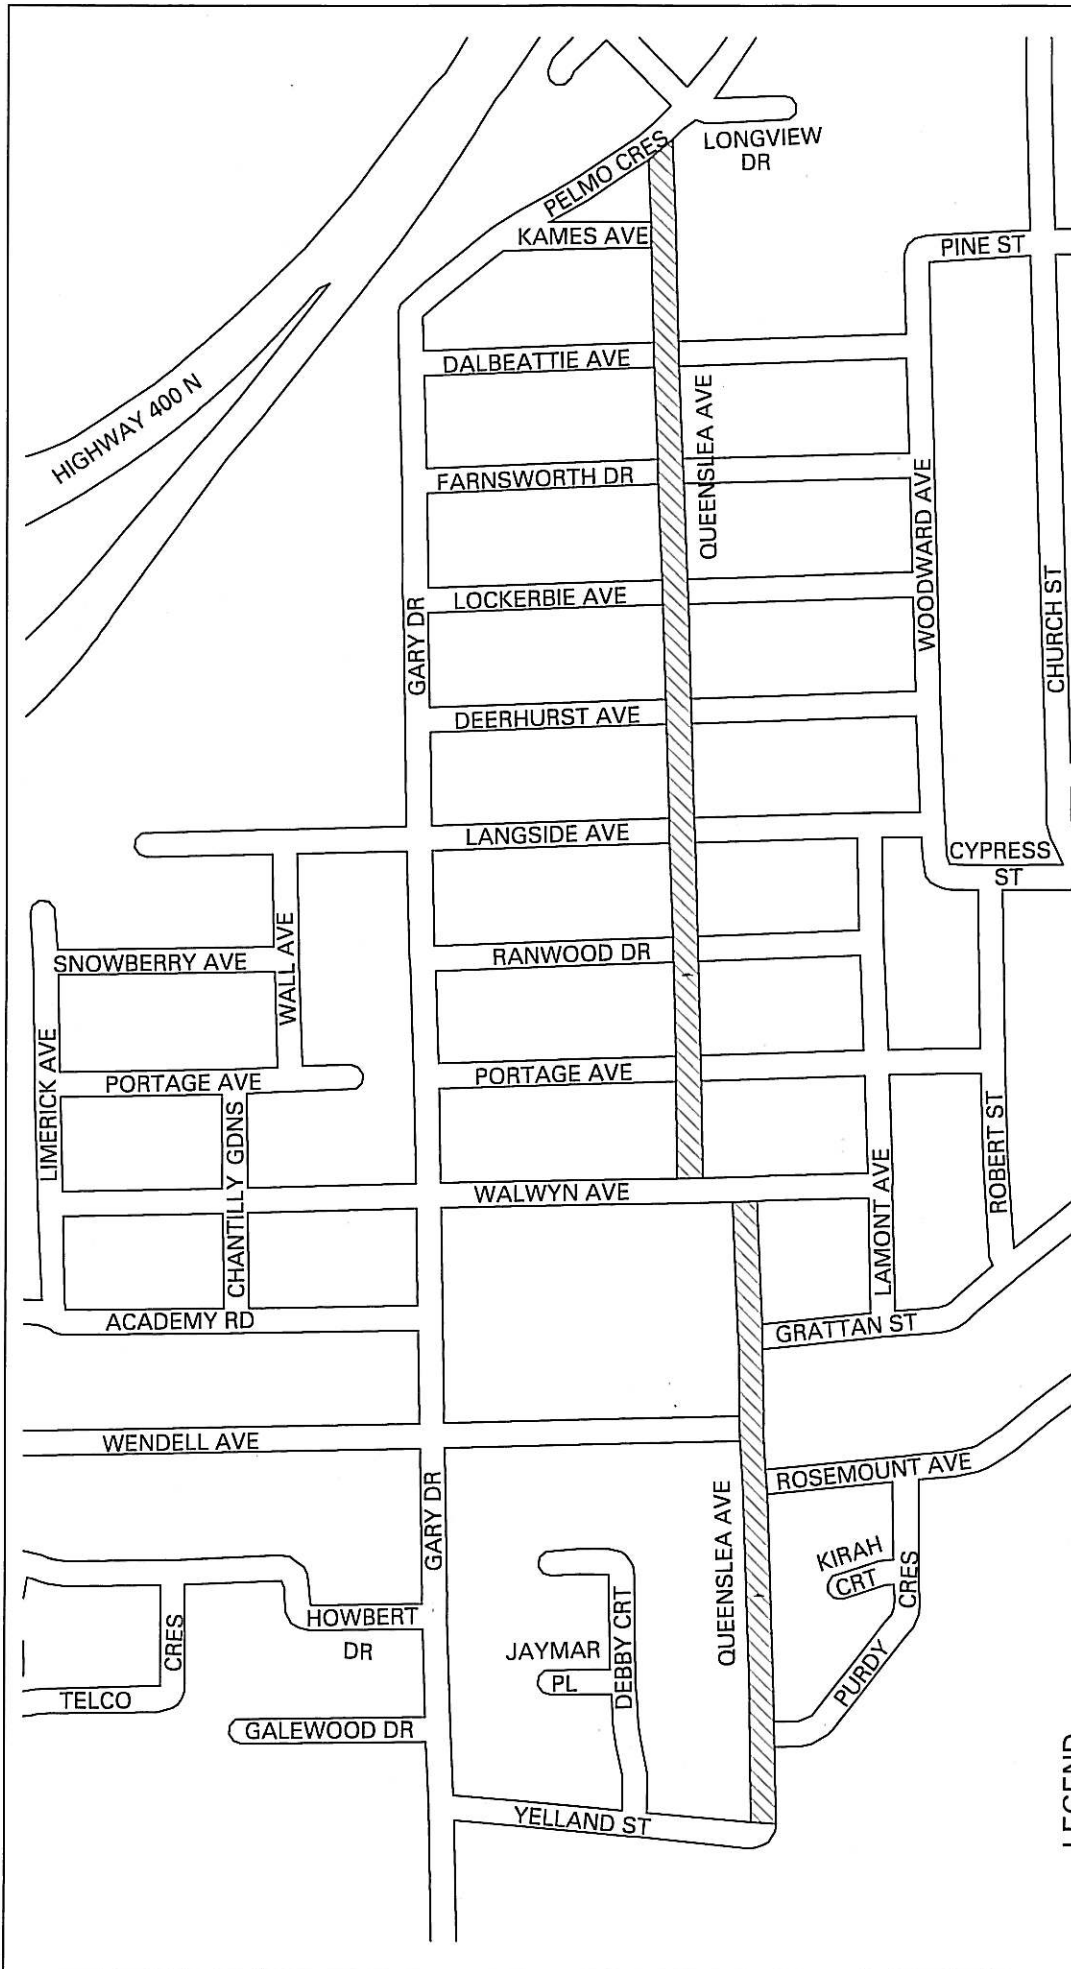 LONGVIEW
DR
PELMO CRES
KAMES AVE
PINE ST
DALBEATTIE AVE
HIGHWAY 400 N
QUEENSLEA AVE
FARNSWORTH DR
WOODWARD AVE
LOCKERBIE AVE
GARY DR
CHURCH ST
DEERHURST AVE
LANGSIDE AVE
CYPRESS
ST
SNOWBERRY AVE
WALL AVE
RANWOOD DR
LIMERICK AVE
PORTAGE AVE
PORTAGE AVE
CHANTILLY GDNS
ROBERT ST
WALWYN AVE
LAMONT AVE
ACADEMY RD
GRATTAN ST
WENDELL AVE
ROSEMOUNT AVE
GARY DR
QUEENSLEA AVE
KIRAH
CRT
CRES
PURDY
HOWBERT
DR
CRES
TELCO
JAYMAR
PL
DEBBY CRT
GALEWOOD DR
YELLAND ST
LEGEND